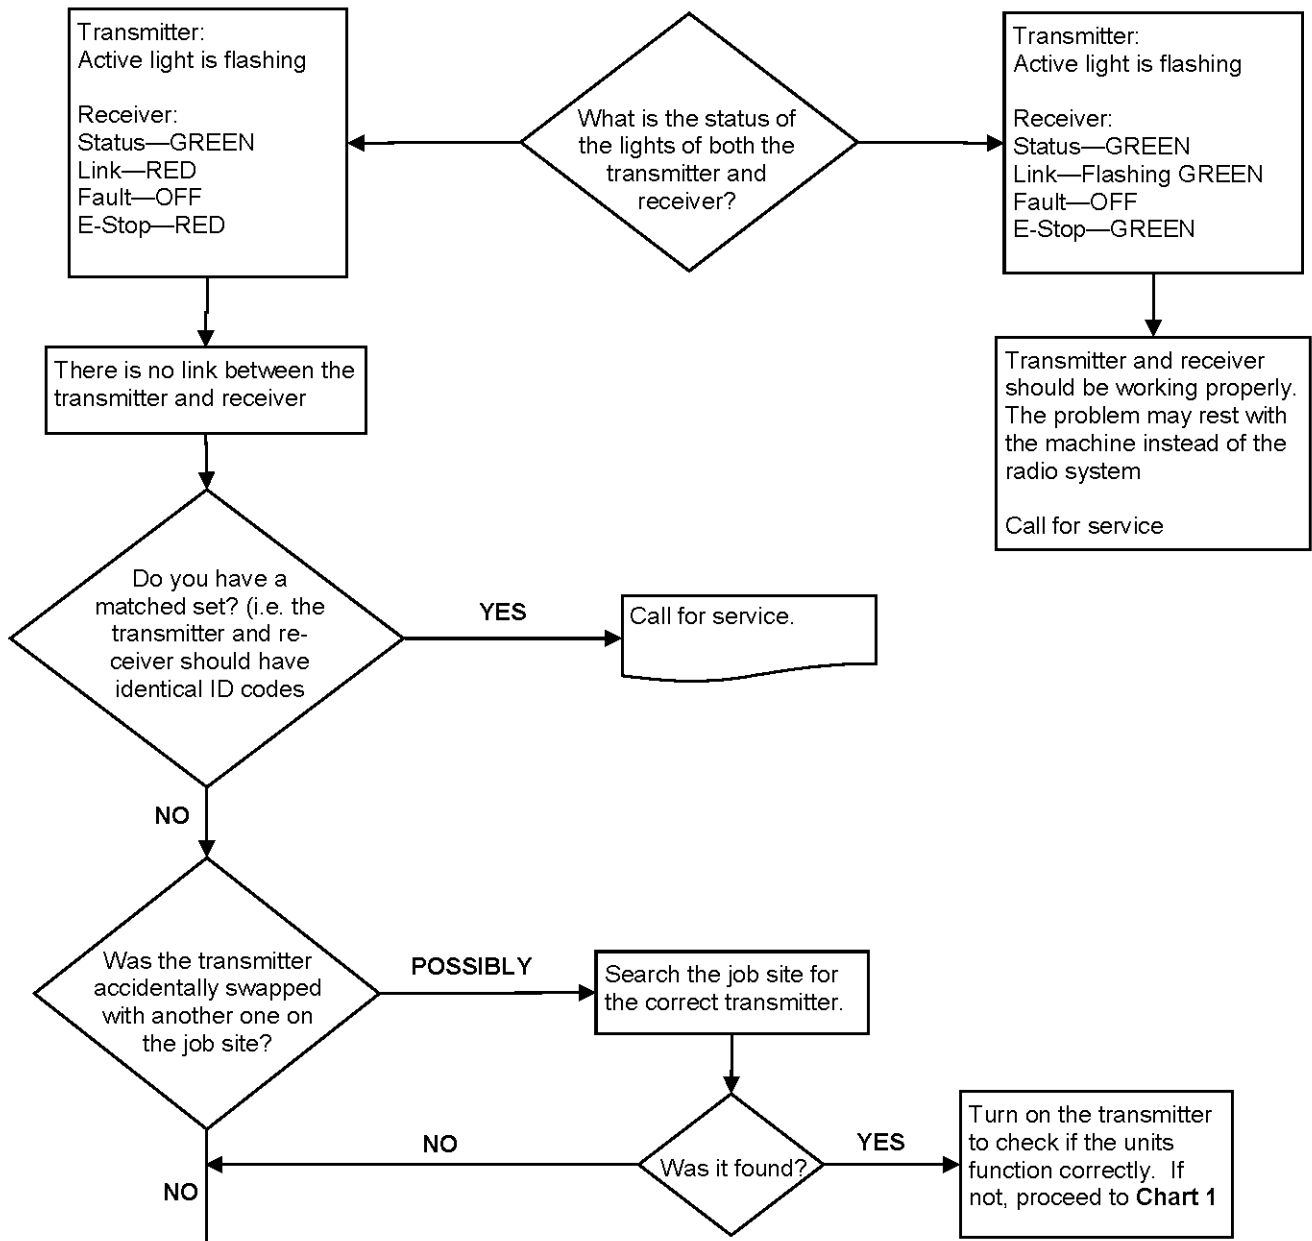 Transmitter:
Active light is flashing
Receiver:
Status—GREEN
Link—RED
Fault—OFF
E-Stop—RED
What is the status of
the lights of both the
transmitter and
receiver?
Transmitter:
Active light is flashing
Receiver:
Status—GREEN
Link—Flashing GREEN
Fault—OFF
E-Stop—GREEN
There is no link between the
transmitter and receiver
Transmitter and receiver
should be working properly.
The problem may rest with
the machine instead of the
radio system
Call for service
Do you have a
matched set? (i.e. the
transmitter and re-
ceiver should have
identical ID codes
YES
Call for service.
NO
Was the transmitter
accidentally swapped
with another one on
the job site?
POSSIBLY
Search the job site for
the correct transmitter.
Was it found?
NO
YES
Turn on the transmitter
to check if the units
function correctly.  If
not, proceed to Chart 1
NO